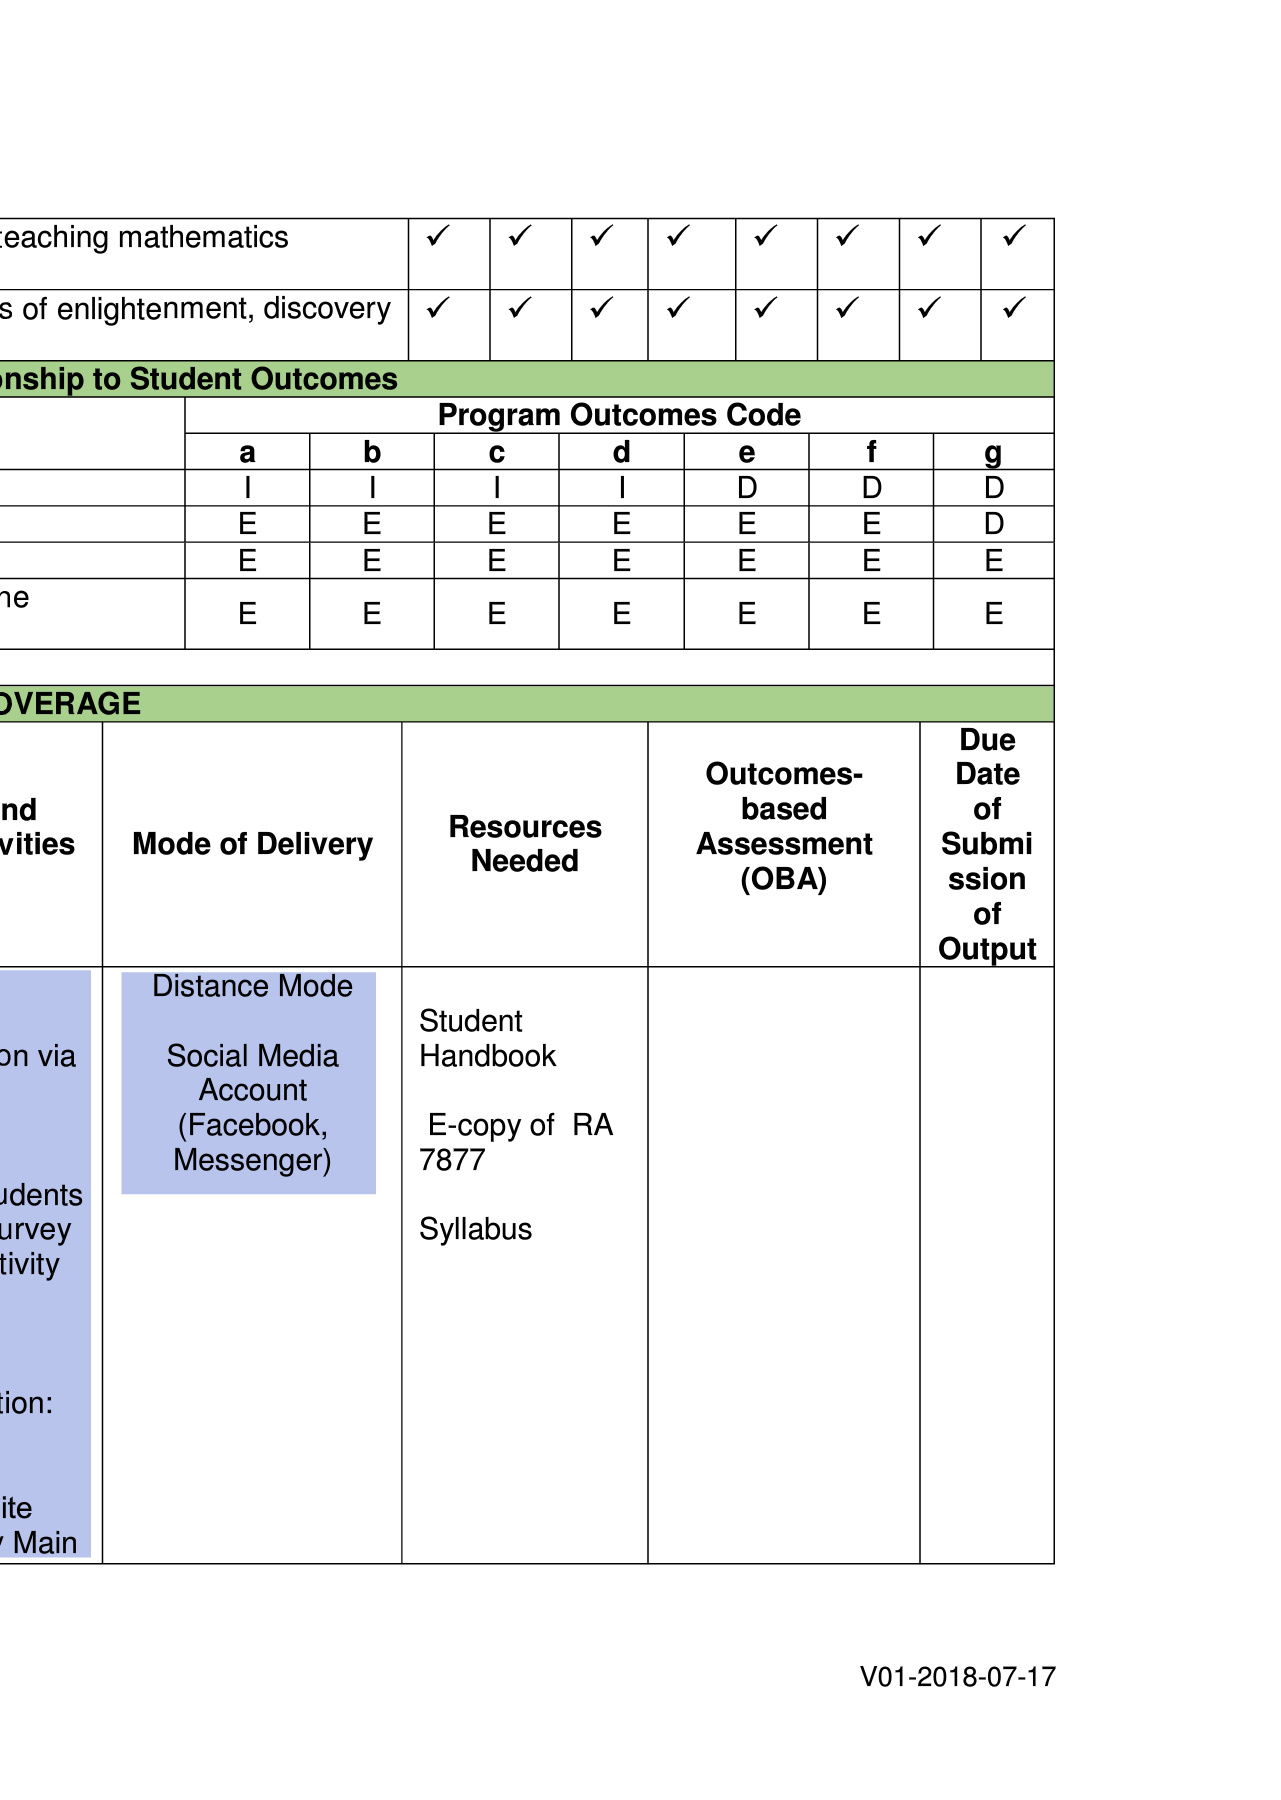 teaching mathematics ✓ ✓ ✓ ✓ ✓ ✓ ✓ ✓
s of enlightenment, discovery ✓ ✓ ✓ ✓ ✓ ✓ ✓ ✓
onship to Student Outcomes
Program Outcomes Code
a b c d e f g
I I I I D D D
E E E E E E D
E E E E E E E
ne
E E E E E E E
OVERAGE
nd
vities
Mode of Delivery
Resources
Needed
Outcomes-
based
Assessment
(OBA)
Due
Date
of
Submi
ssion
of
Output
on via
udents
urvey
tivity
tion:
ite
y Main
Distance Mode
Social Media
Account
(Facebook,
Messenger)
Student
Handbook
E-copy of RA
7877
Syllabus
V01-2018-07-17